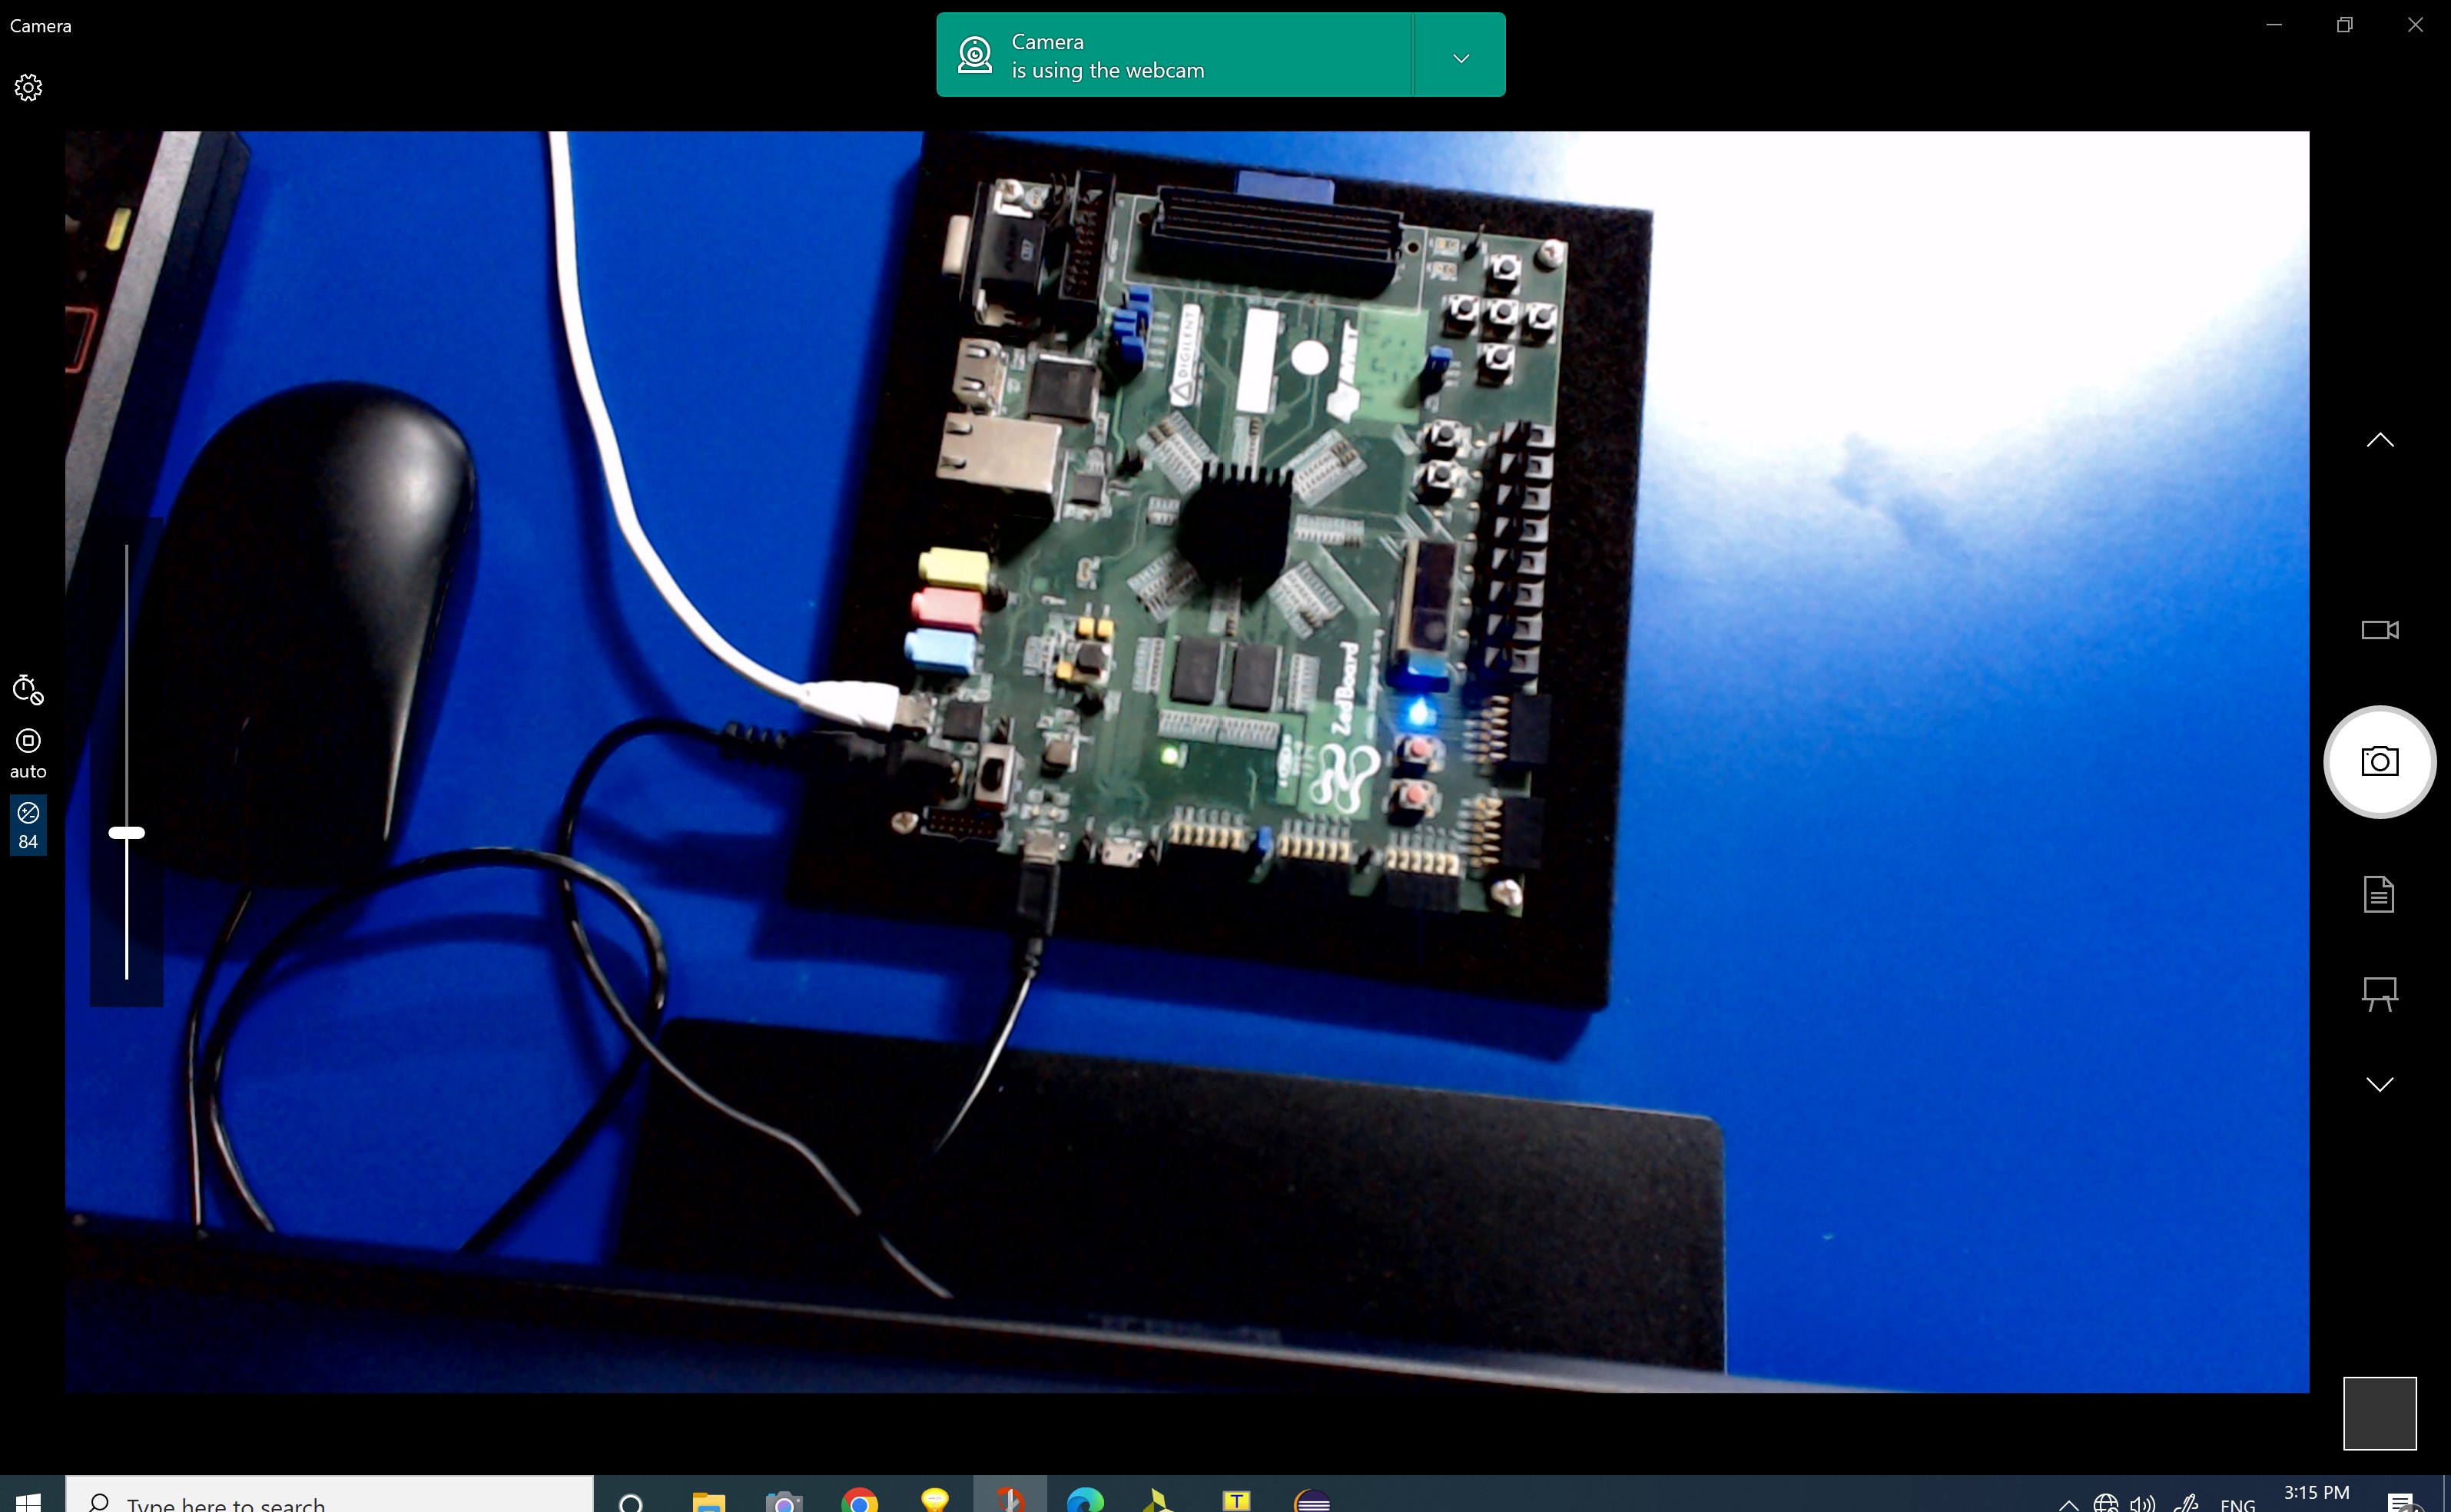 Camera
Camera
is using the webcam
DIGILENT
ZedBoard
auto
84
Type here to search
T
ENG
3:15 PM